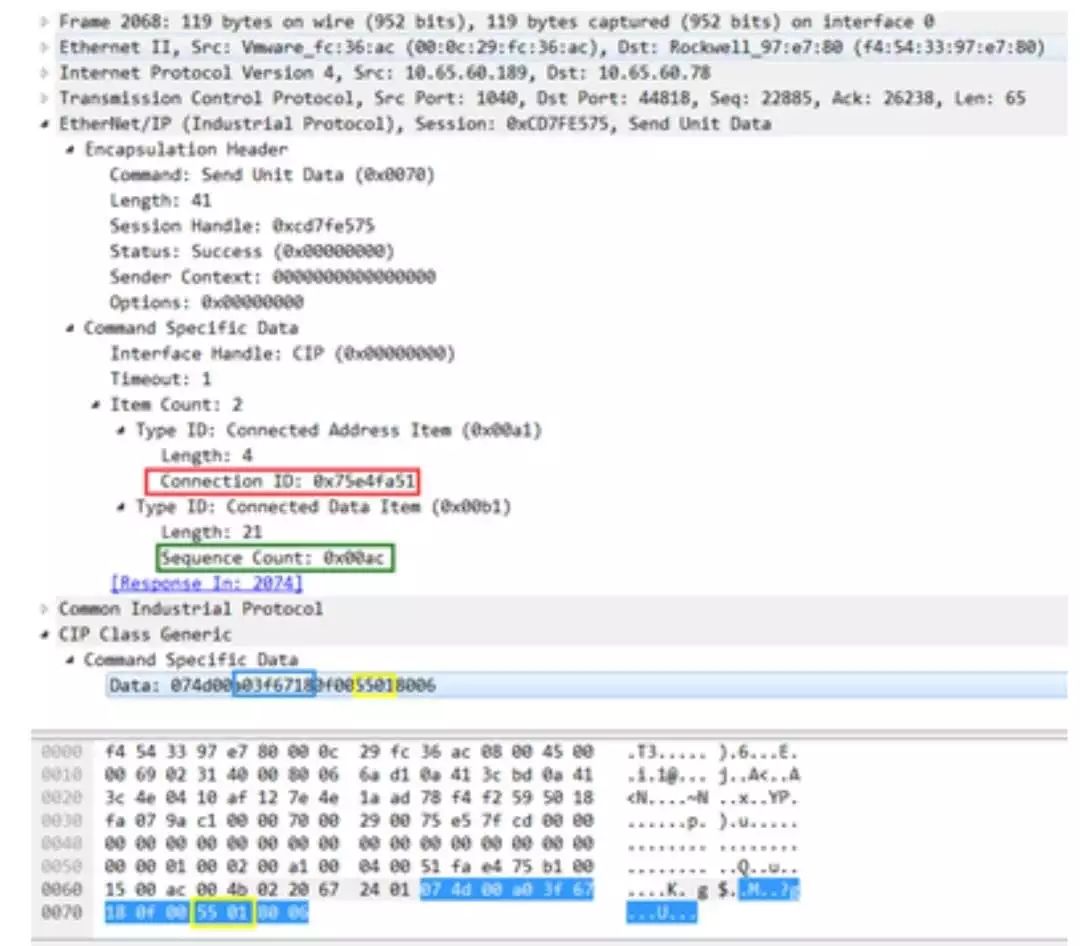 Frame 2068: 119 bytes on wire (952 bits), 119 bytes captured (952 bits) on interface 0
Ethernet II, Src: Vmware_fc:36:ac (00:0c:29:fc:36:ac), Dst: Rockwell_97:e7:80 (f4:54:33:97:e7:80)
Internet Protocol Version 4, Src: 10.65.60.189, Dst: 10.65.60.78
Transmission Control Protocol, Src Port: 1040, Dst Port: 44818, Seq: 22885, Ack: 26238, Len: 65
EtherNet/IP (Industrial Protocol), Session: 0xCD7FE575, Send Unit Data
Encapsulation Header
Command: Send Unit Data (0x0070)
Length: 41
Session Handle: 0xcd7fe575
Status: Success (0x00000000)
Sender Context: 0000000000000000
Options: 0x00000000
Command Specific Data
Interface Handle: CIP (0x00000000)
Timeout: 1
Item Count: 2
Type ID: Connected Address Item (0x00a1)
Length: 4
Connection ID: 0x75e4fa51
Type ID: Connected Data Item (0x00b1)
Length: 21
Sequence Count: 0x00ac
[Response In: 2074]
Common Industrial Protocol
CIP Class Generic
Command Specific Data
Data: 074d00a03f67180f0055018006
0000 f4 54 33 97 e7 80 00 0c 29 fc 36 ac 08 00 45 00 .T3..... ).6...E.
0010 00 69 02 31 40 00 80 06 6a d1 0a 41 3c bd 0a 41 .i.1@... j..A<..A
0020 3c 4e 04 10 af 12 7e 4e 1a ad 78 f4 f2 59 50 18 <N....~N ..x..YP.
0030 fa 07 9a c1 00 00 70 00 29 00 75 e5 7f cd 00 00 ......p. ).u.....
0040 00 00 00 00 00 00 00 00 00 00 00 00 00 00 00 00 ........ ........
0050 00 00 01 00 02 00 a1 00 04 00 51 fa e4 75 b1 00 ........ ..Q..u..
0060 15 00 ac 00 4b 02 20 67 24 01 07 4d 00 a0 3f 67 ....K. g $..M..?g
0070 18 0f 00 55 01 80 06 ...U...